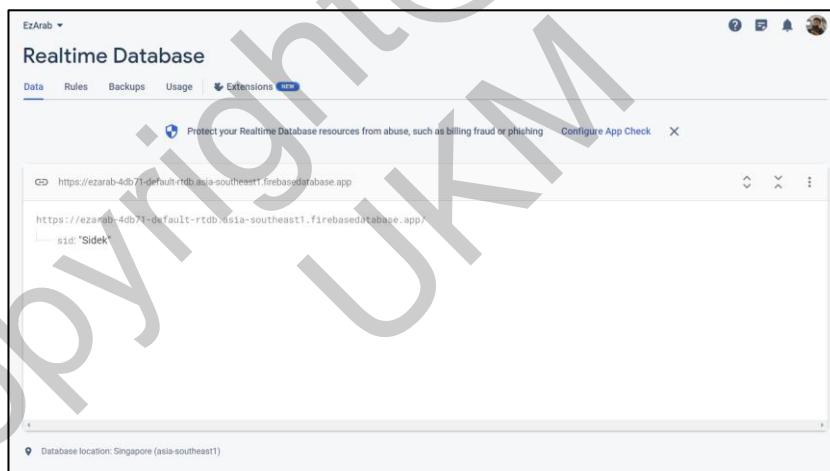 EzArab
Realtime Database
Data Rules Backups Usage Extensions NEW
Protect your Realtime Database resources from abuse, such as billing fraud or phishing Configure App Check
https://ezarab-4db71-default-rtdb.asia-southeast1.firebasedatabase.app
https://ezarab-4db71-default-rtdb.asia-southeast1.firebasedatabase.app/
sid: "Sidek"
Database location: Singapore (asia-southeast1)
opyright
UKM